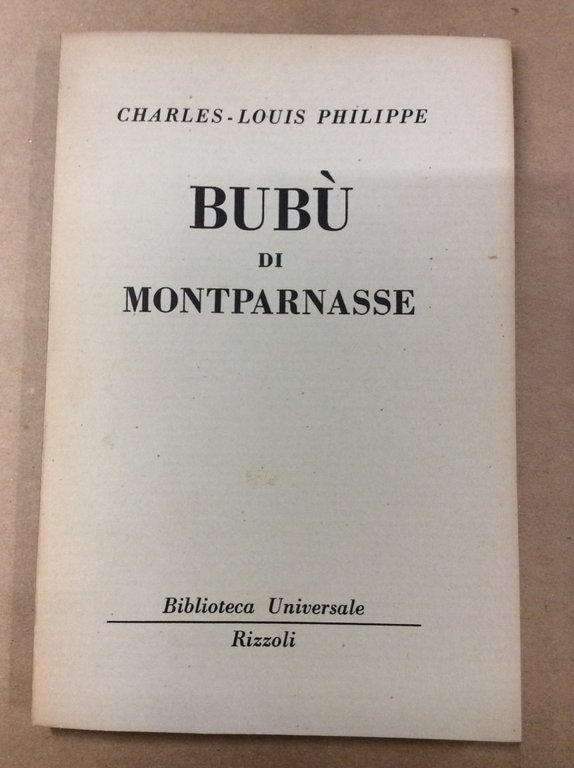 CHARLES-LOUIS PHILIPPE
BUBÙ
DI
MONTPARNASSE
Biblioteca Universale
Rizzoli